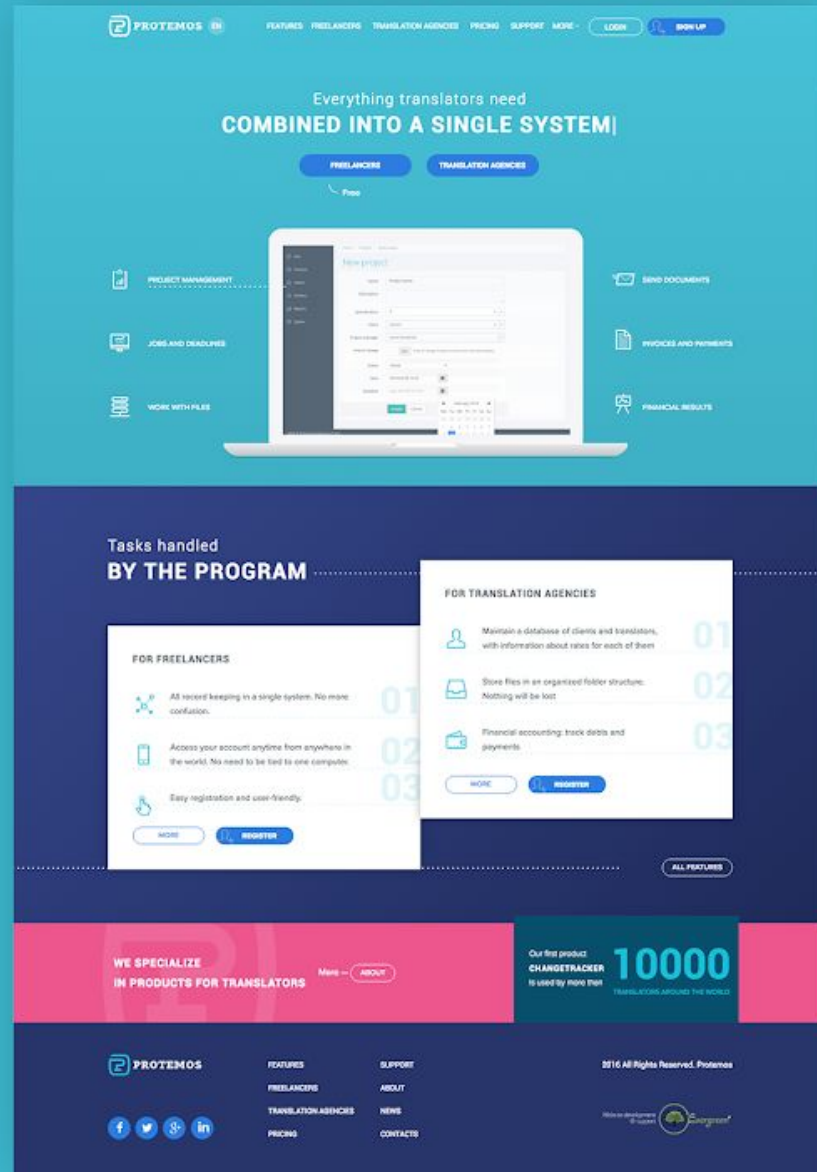 PROTEMOS EN
FEATURES FREELANCERS TRANSLATION AGENCIES PRICING SUPPORT MORE LOGIN SIGN UP
Everything translators need
COMBINED INTO A SINGLE SYSTEM|
FREELANCERS TRANSLATION AGENCIES
Free
New project
PROJECT MANAGEMENT
JOBS AND DEADLINES
WORK WITH FILES
SEND DOCUMENTS
INVOICES AND PAYMENTS
FINANCIAL RESULTS
Tasks handled
BY THE PROGRAM
FOR FREELANCERS
All record keeping in a single system. No more
confusion.
01
Access your account anytime from anywhere in
the world. No need to be tied to one computer.
02
Easy registration and user-friendly.
03
MORE REGISTER
FOR TRANSLATION AGENCIES
Maintain a database of clients and translators,
with information about rates for each of them
01
Store files in an organized folder structure.
Nothing will be lost
02
Financial accounting: track debts and
payments
03
MORE REGISTER
ALL FEATURES
WE SPECIALIZE
IN PRODUCTS FOR TRANSLATORS
More — ABOUT
Our first product
CHANGETRACKER
is used by more then
10000
TRANSLATORS AROUND THE WORLD
PROTEMOS
FEATURES
FREELANCERS
TRANSLATION AGENCIES
PRICING
SUPPORT
ABOUT
NEWS
CONTACTS
2016 All Rights Reserved. Protemos
Evergreen